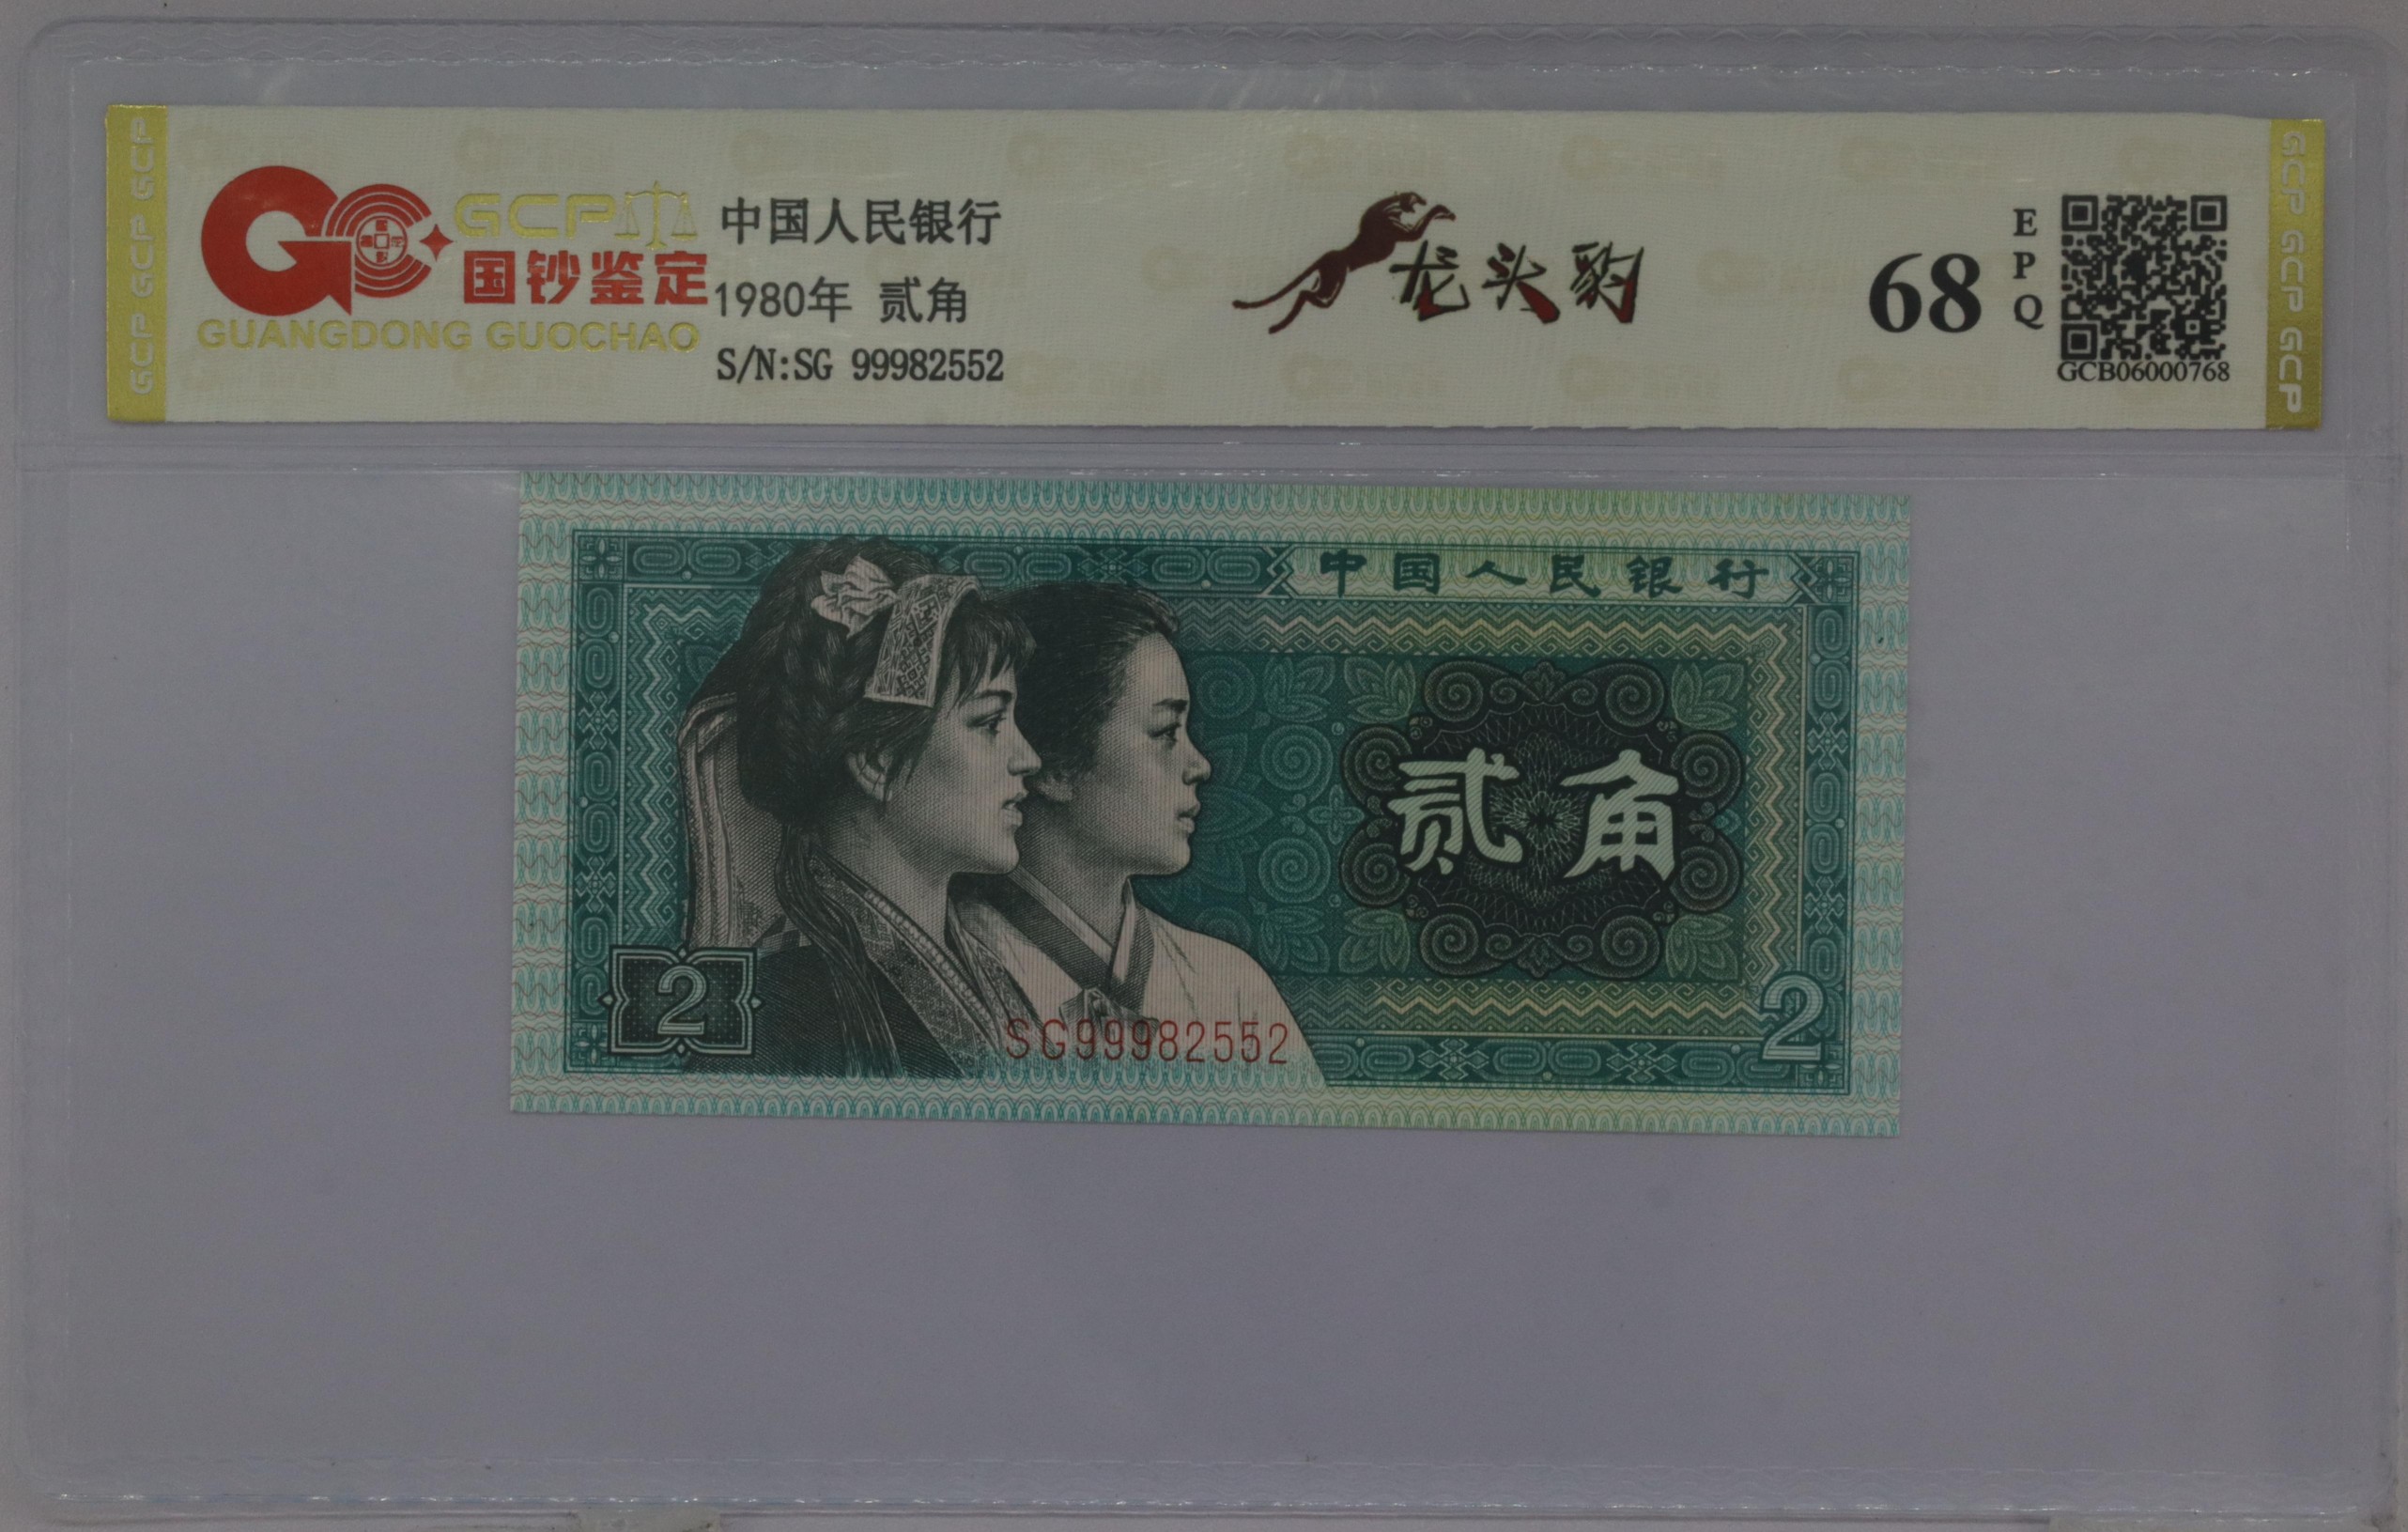 GCP GCP GCP
GCP
国钞鉴定
GUANGDONG GUOCHAO
中国人民银行
1980年 贰角
S/N:SG 99982552
龙头豹
68
EPQ
GCB06000768
GCP GCP GCP
中国人民银行
贰角
2
SG99982552
2